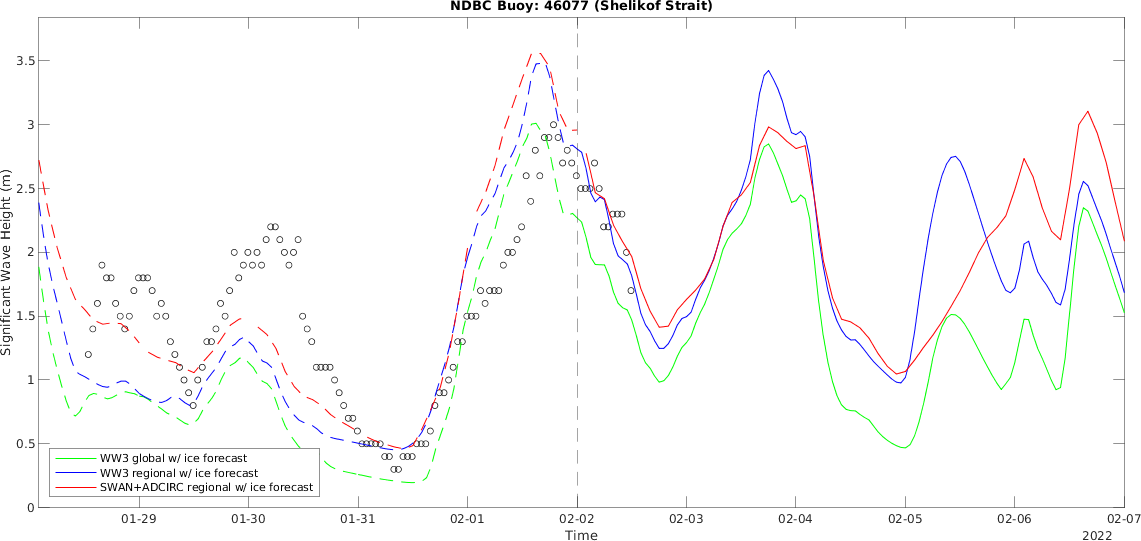 NDBC Buoy: 46077 (Shelikof Strait)
Significant Wave Height (m)
3.5
3
2.5
2
1.5
1
0.5
0
WW3 global w/ ice forecast
WW3 regional w/ ice forecast
SWAN+ADCIRC regional w/ ice forecast
01-29 01-30 01-31 02-01 02-02 02-03 02-04 02-05 02-06 02-07
Time
2022